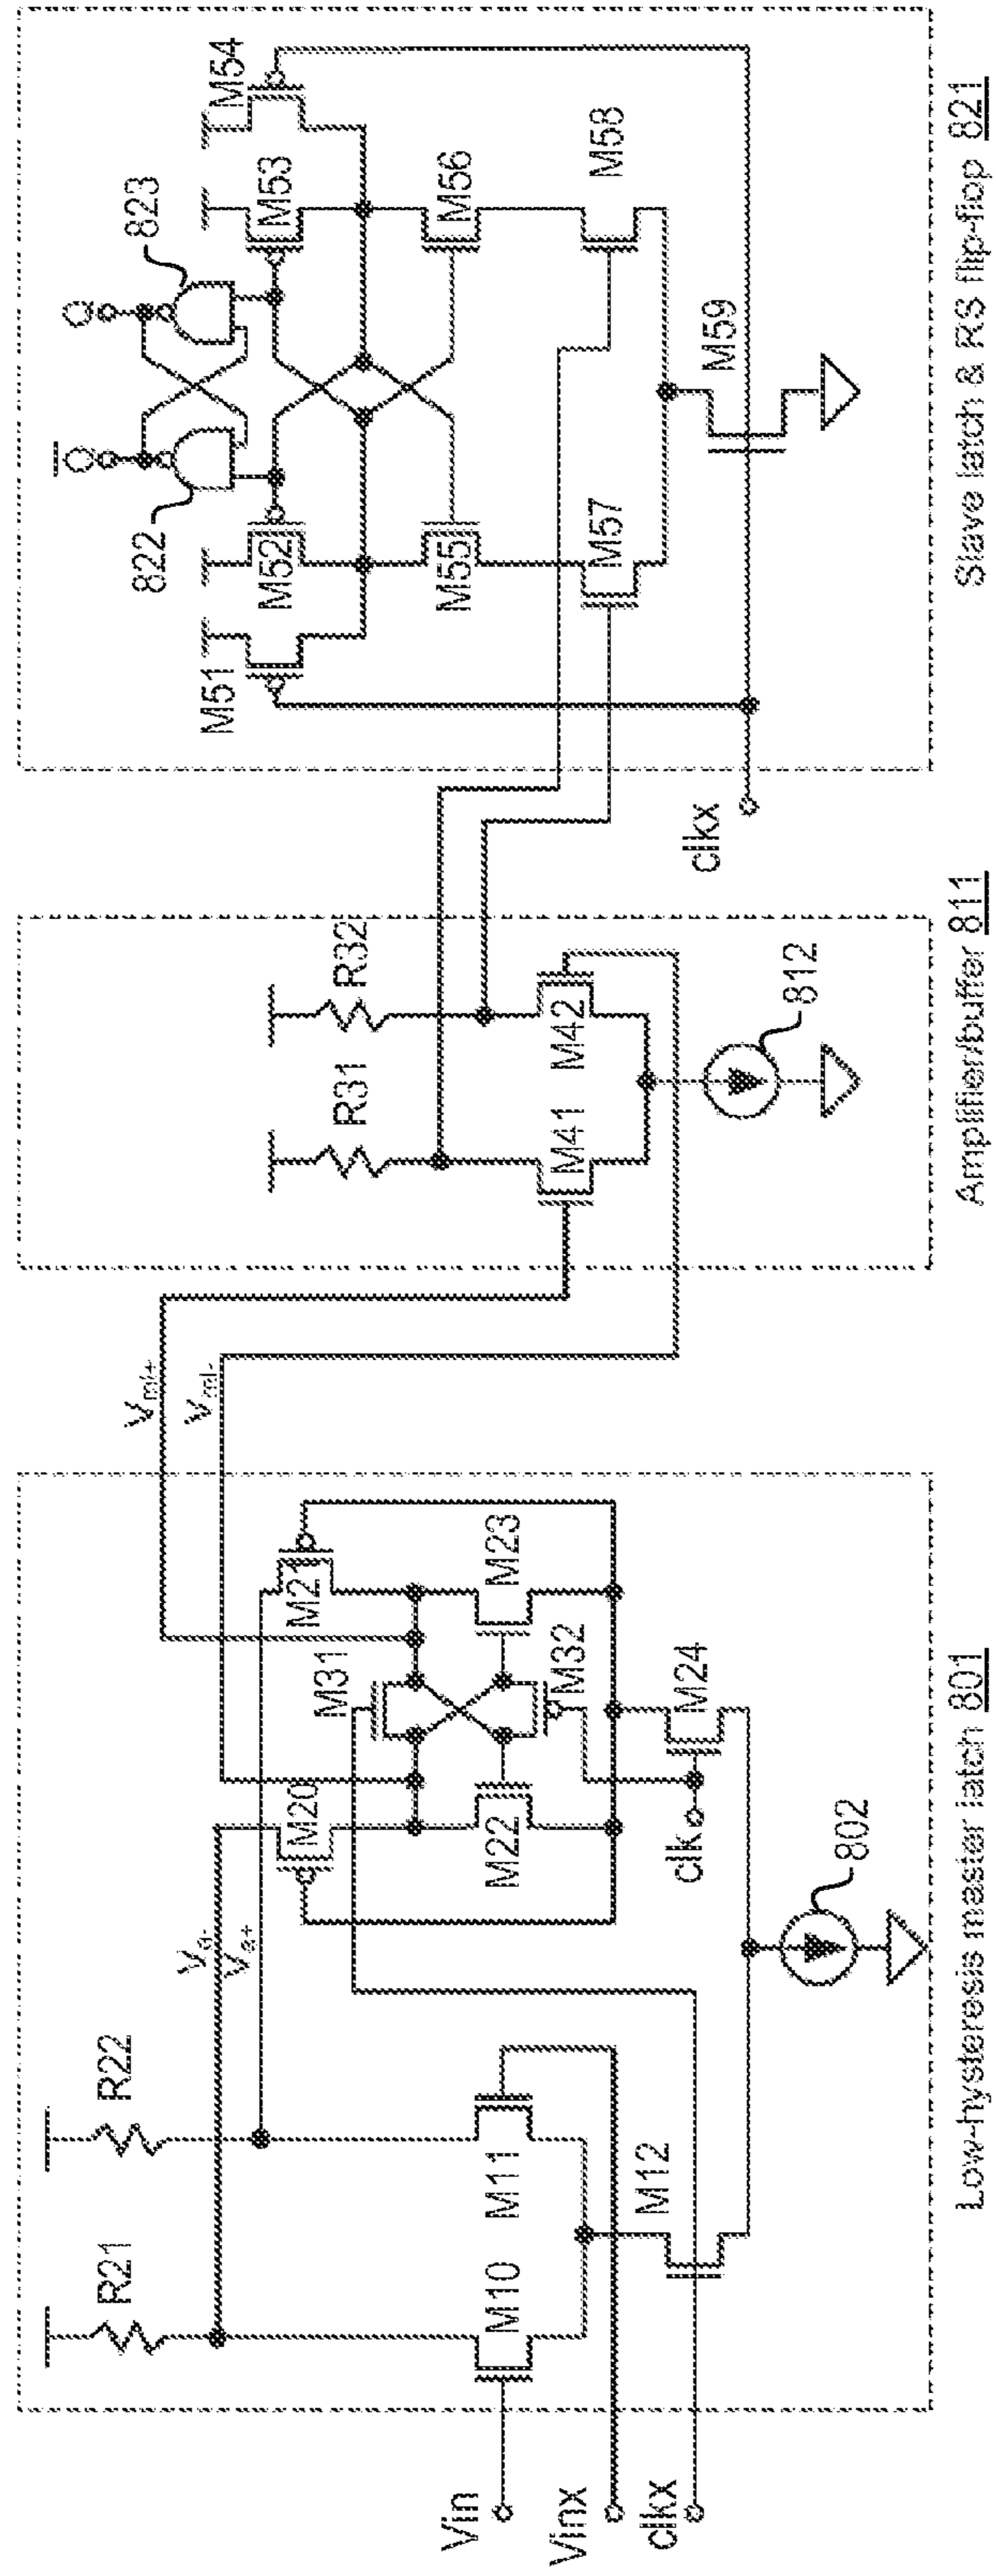 Vin
Vinx
clkx
R21
R22
M10
M11
M12
Va-
Va+
M20
M21
M31
M22
M23
M32
clk
M24
802
Low-hysteresis master latch 801
Vml+
Vml-
R31
R32
M41
M42
812
Amplifier/buffer 811
clkx
M51
M52
M53
M54
822
823
Q
Q
M55
M56
M57
M58
M59
Slave latch & RS flip-flop 821